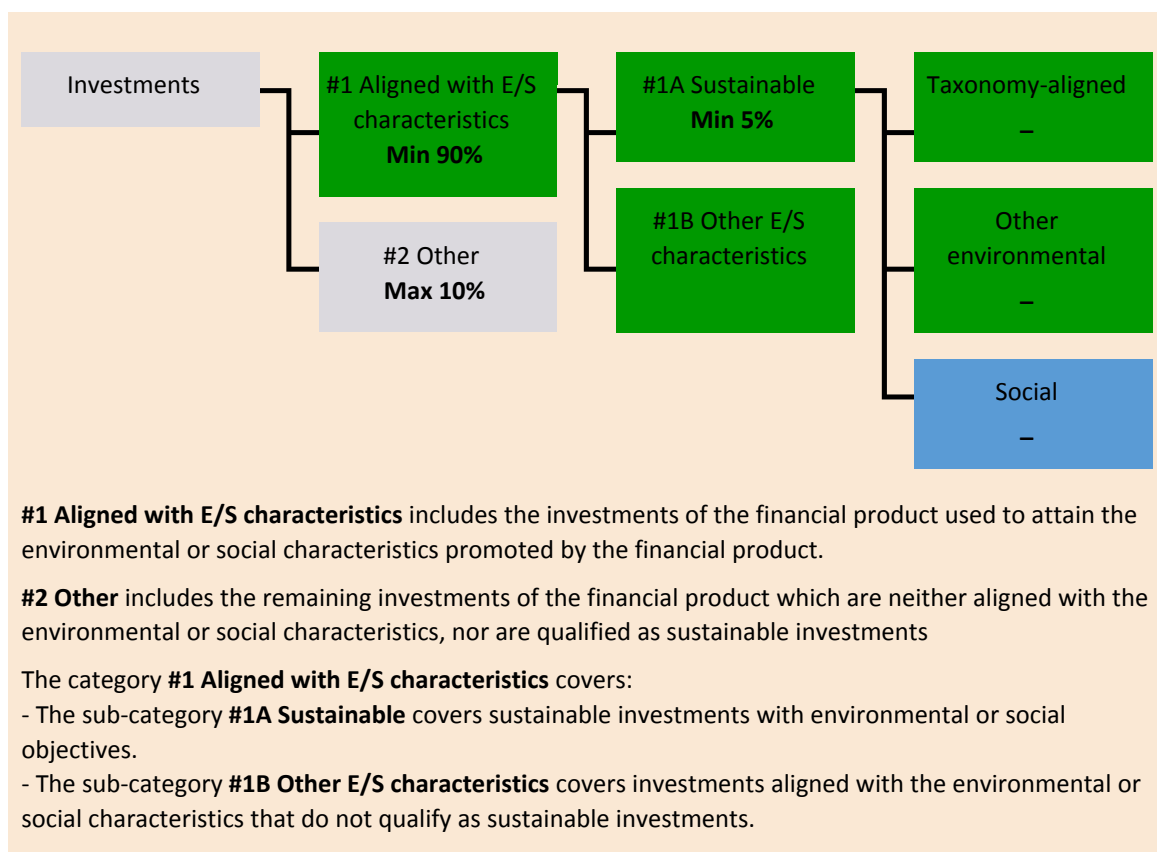 Investments
#1 Aligned with E/S
characteristics
Min 90%
#2 Other
Max 10%
#1A Sustainable
Min 5%
#1B Other E/S
characteristics
Taxonomy-aligned
–
Other
environmental
–
Social
–
#1 Aligned with E/S characteristics includes the investments of the financial product used to attain the
environmental or social characteristics promoted by the financial product.
#2 Other includes the remaining investments of the financial product which are neither aligned with the
environmental or social characteristics, nor are qualified as sustainable investments
The category #1 Aligned with E/S characteristics covers:
- The sub-category #1A Sustainable covers sustainable investments with environmental or social
objectives.
- The sub-category #1B Other E/S characteristics covers investments aligned with the environmental or
social characteristics that do not qualify as sustainable investments.